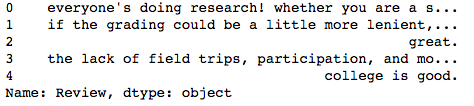 0    everyone's doing research! whether you are a s...
1    if the grading could be a little more lenient,...
2                                                great.
3    the lack of field trips, participation, and mo...
4                                      college is good.
Name: Review, dtype: object